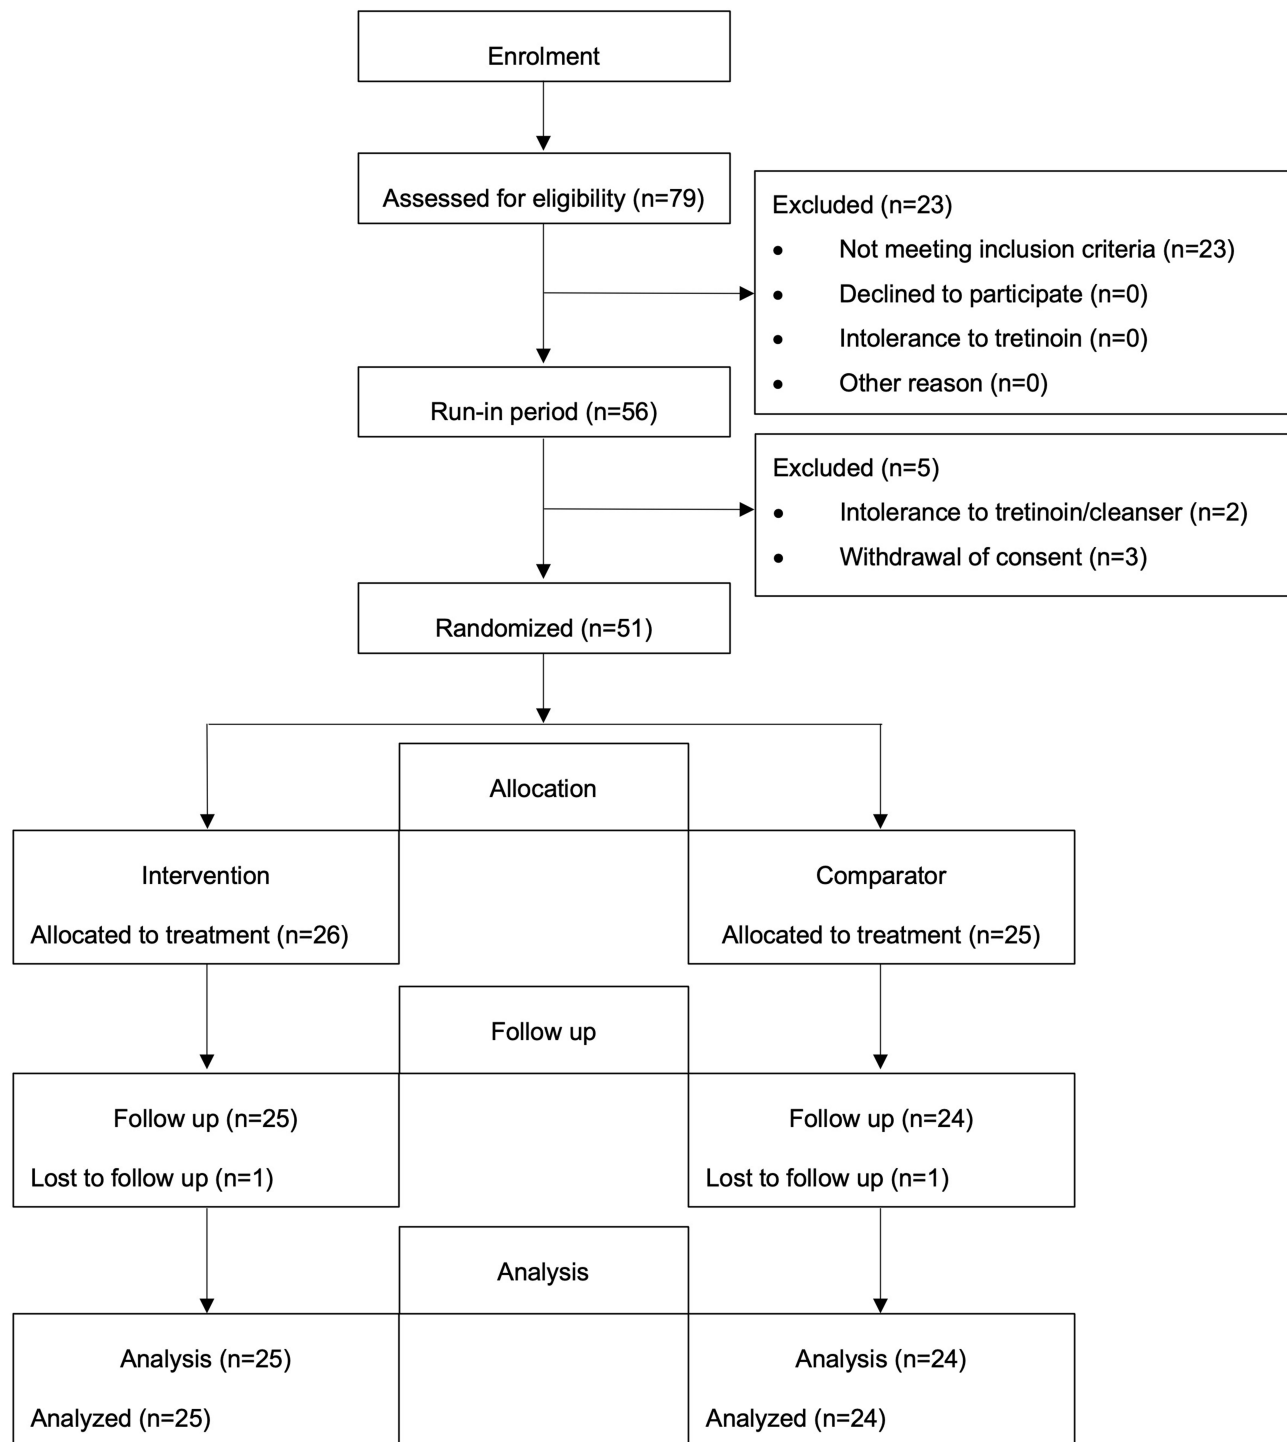 Enrolment
Assessed for eligibility (n=79)
Excluded (n=23)
• Not meeting inclusion criteria (n=23)
• Declined to participate (n=0)
• Intolerance to tretinoin (n=0)
• Other reason (n=0)
Run-in period (n=56)
Excluded (n=5)
• Intolerance to tretinoin/cleanser (n=2)
• Withdrawal of consent (n=3)
Randomized (n=51)
Allocation
Intervention
Allocated to treatment (n=26)
Comparator
Allocated to treatment (n=25)
Follow up
Follow up (n=25)
Lost to follow up (n=1)
Follow up (n=24)
Lost to follow up (n=1)
Analysis
Analysis (n=25)
Analyzed (n=25)
Analysis (n=24)
Analyzed (n=24)